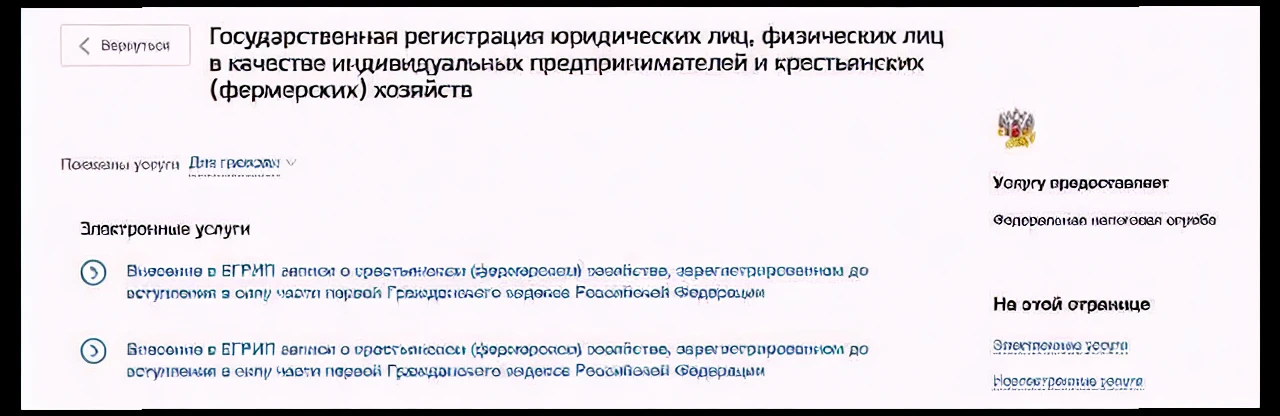 Вернуться
Государственная регистрация юридических лиц, физических лиц
в качестве индивидуальных предпринимателей и крестьянских
(фермерских) хозяйств
Показаны услуги Для граждан
Электронные услуги
Внесение в ЕГРИП записи о крестьянском (фермерском) хозяйстве, зарегистрированном до
вступления в силу части первой Гражданского кодекса Российской Федерации
Внесение в ЕГРИП записи о крестьянском (фермерском) хозяйстве, зарегистрированном до
вступления в силу части первой Гражданского кодекса Российской Федерации
Услугу предоставляет
Федеральная налоговая служба
На этой странице
Электронные услуги
услуги